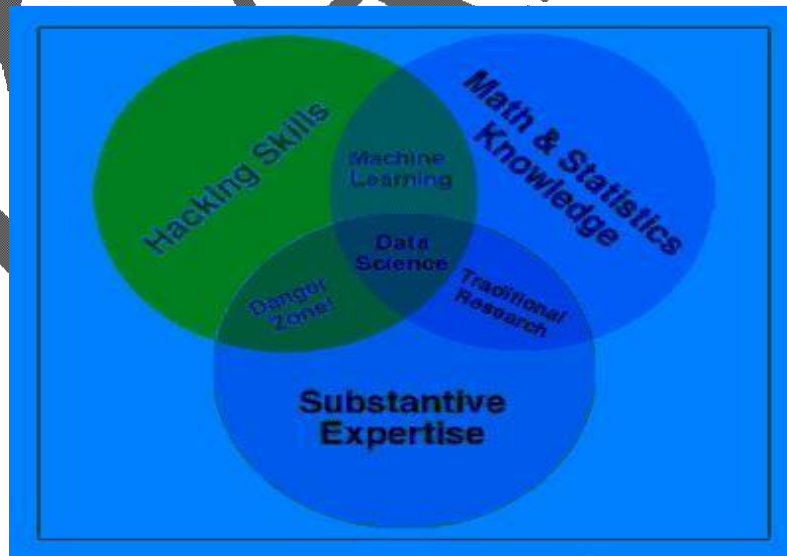 Hacking Skills
Math & Statistics
Knowledge
Machine
Learning
Data
Science
Danger
Zone!
Traditional
Research
Substantive
Expertise